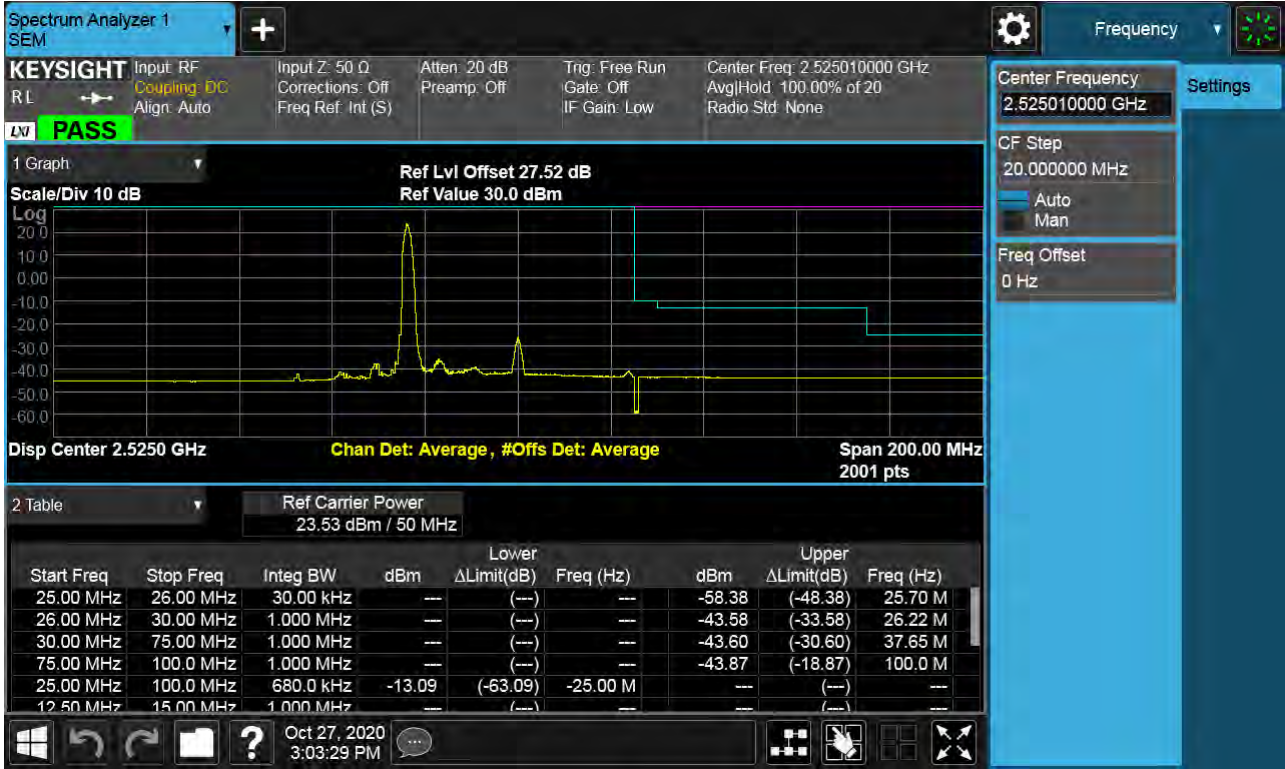 Spectrum Analyzer 1
SEM
Frequency
KEYSIGHT
R L
LXI
PASS
Input: RF
Coupling: DC
Align: Auto
Input Z: 50 Ω
Corrections: Off
Freq Ref: Int (S)
Atten: 20 dB
Preamp: Off
Trig: Free Run
Gate: Off
IF Gain: Low
Center Freq: 2.525010000 GHz
Avg|Hold: 100.00% of 20
Radio Std: None
Center Frequency
2.525010000 GHz
Settings
CF Step
20.000000 MHz
Auto
Man
Freq Offset
0 Hz
1 Graph
Ref Lvl Offset 27.52 dB
Scale/Div 10 dB
Ref Value 30.0 dBm
Log
20.0
10.0
0.00
-10.0
-20.0
-30.0
-40.0
-50.0
-60.0
Disp Center 2.5250 GHz
Chan Det: Average, #Offs Det: Average
Span 200.00 MHz
2001 pts
2 Table
Ref Carrier Power
23.53 dBm / 50 MHz
Lower Upper
Start Freq Stop Freq Integ BW dBm ΔLimit(dB) Freq (Hz) dBm ΔLimit(dB) Freq (Hz)
25.00 MHz 26.00 MHz 30.00 kHz --- (---) --- -58.38 (-48.38) 25.70 M
26.00 MHz 30.00 MHz 1.000 MHz --- (---) --- -43.58 (-33.58) 26.22 M
30.00 MHz 75.00 MHz 1.000 MHz --- (---) --- -43.60 (-30.60) 37.65 M
75.00 MHz 100.0 MHz 1.000 MHz --- (---) --- -43.87 (-18.87) 100.0 M
25.00 MHz 100.0 MHz 680.0 kHz -13.09 (-63.09) -25.00 M --- (---) ---
12.50 MHz 15.00 MHz 1.000 MHz --- (---) --- --- (---) ---
Oct 27, 2020
3:03:29 PM